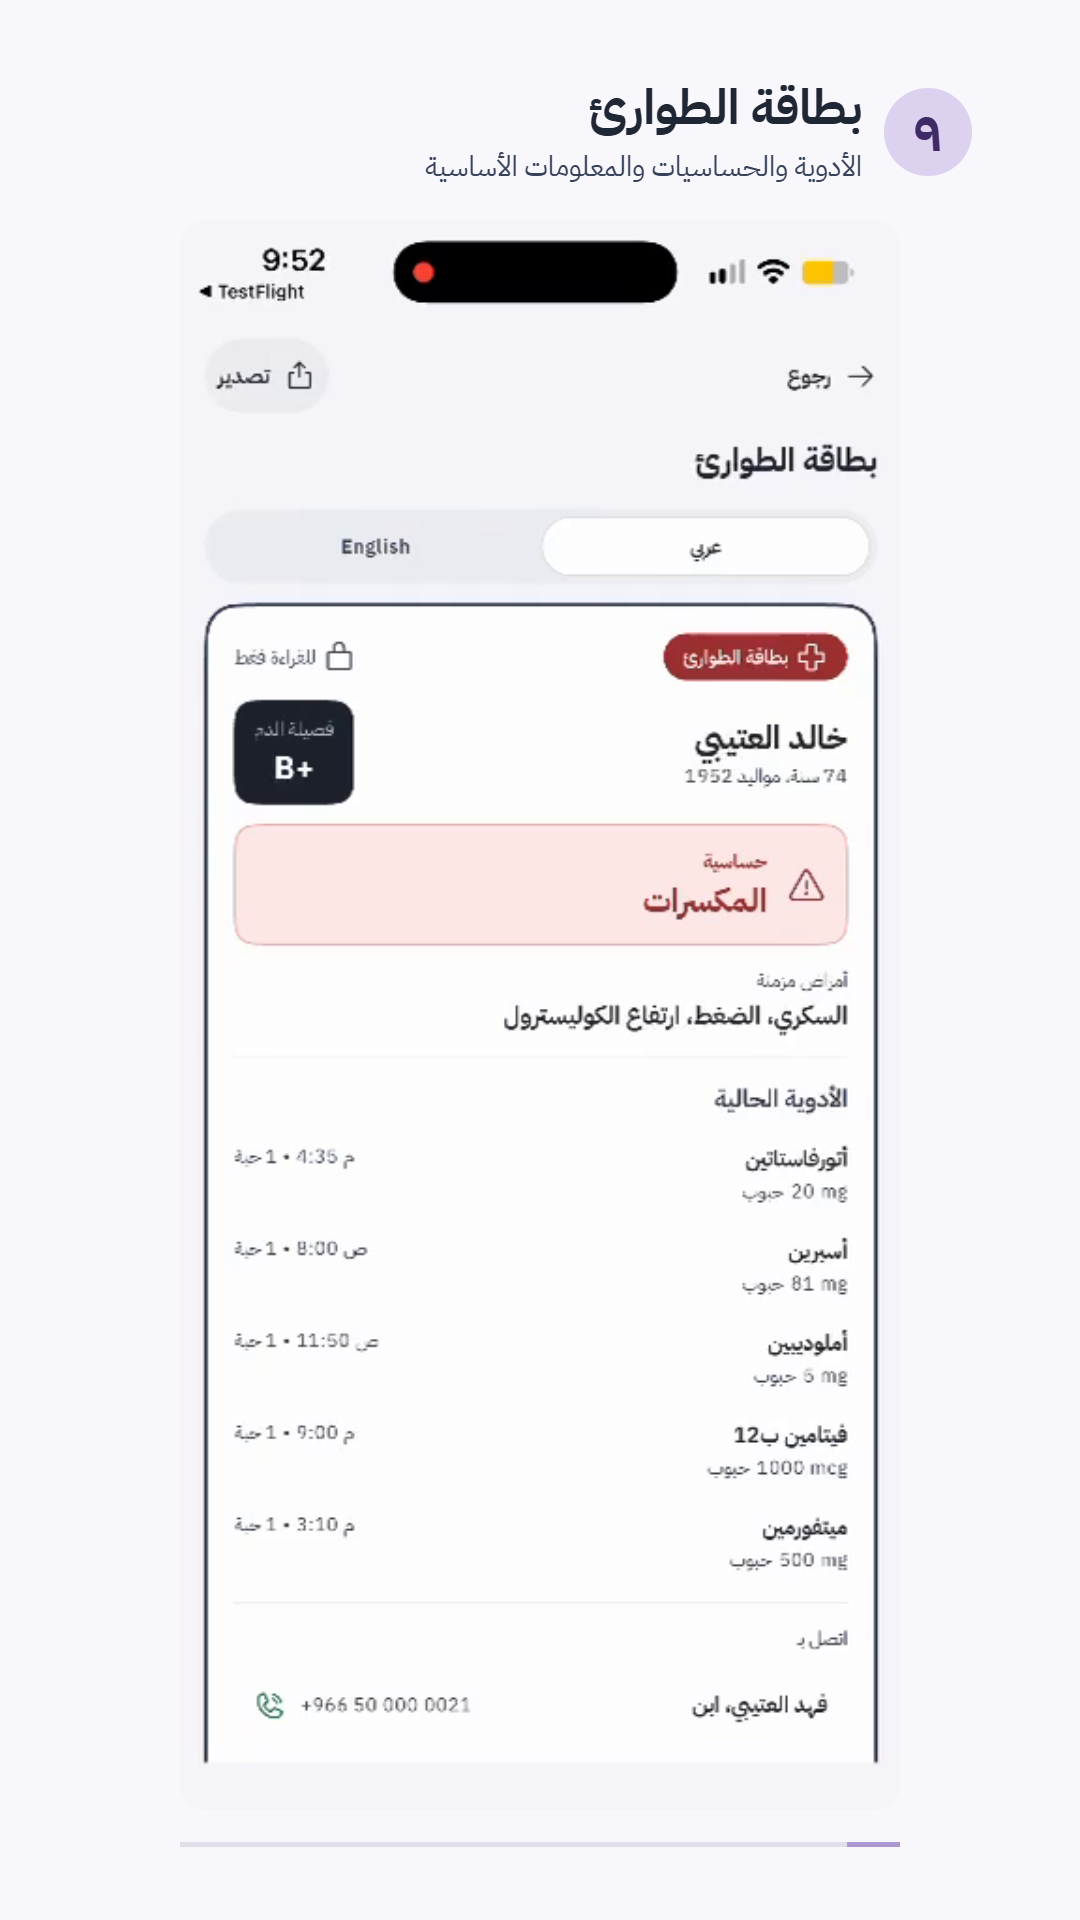 ٩
بطاقة الطوارئ
الأدوية والحساسيات والمعلومات الأساسية
9:52
◀ TestFlight
رجوع
تصدير
بطاقة الطوارئ
عربي
English
بطاقة الطوارئ
للقراءة فقط
خالد العتيبي
74 سنة، مواليد 1952
فصيلة الدم
B+
حساسية
المكسرات
أمراض مزمنة
السكري، الضغط، ارتفاع الكوليسترول
الأدوية الحالية
أتورفاستاتين
20 mg حبوب
4:35 م • 1 حبة
أسبرين
81 mg حبوب
8:00 ص • 1 حبة
أملوديبين
5 mg حبوب
11:50 ص • 1 حبة
فيتامين ب12
1000 mcg حبوب
9:00 م • 1 حبة
ميتفورمين
500 mg حبوب
3:10 م • 1 حبة
اتصل بـ
فهد العتيبي، ابن
+966 50 000 0021